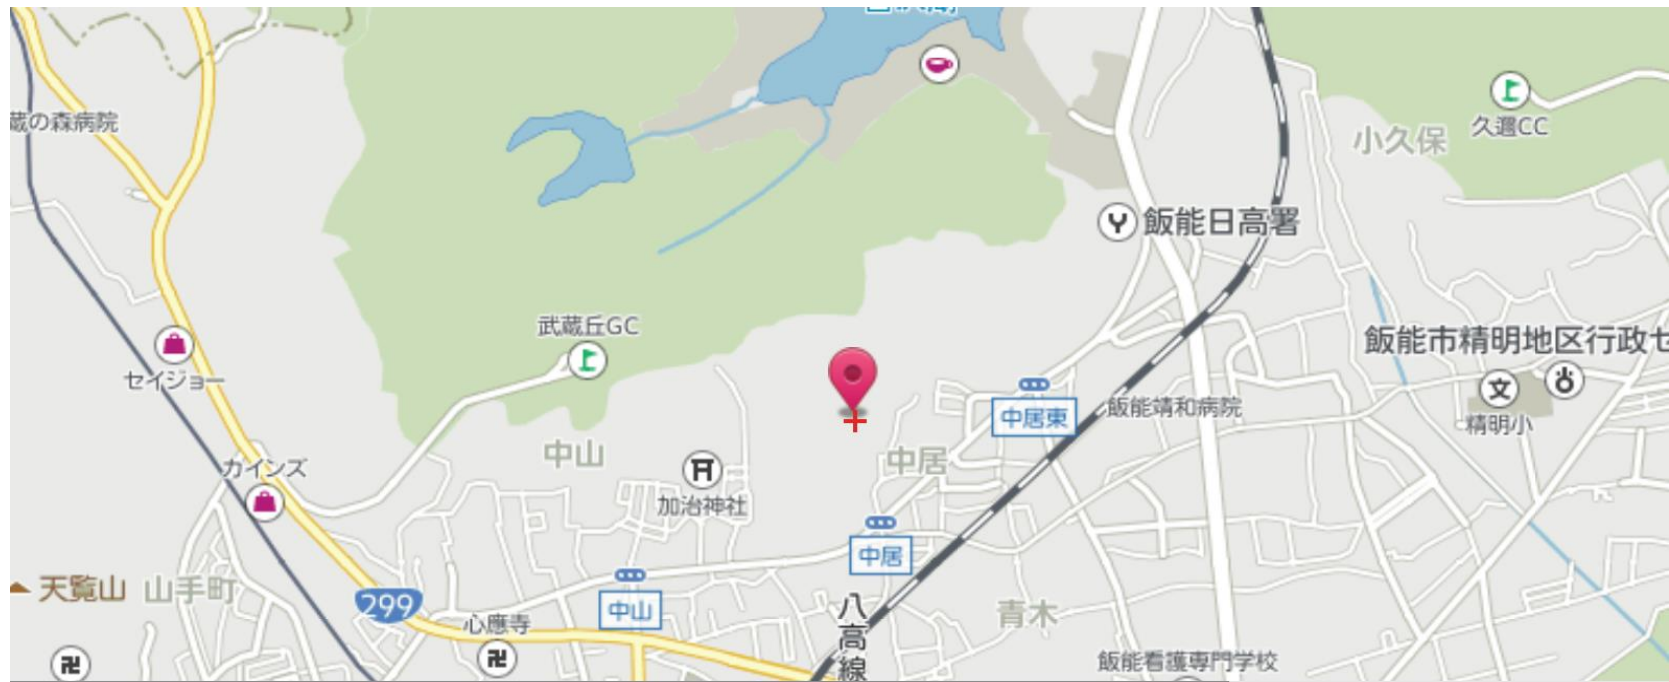 蔵の森病院
久邇CC
小久保
飯能日高署
武蔵丘GC
飯能市精明地区行政セ
セイジョー
中居東
飯能靖和病院
精明小
中山
中居
カインズ
加治神社
中居
天覧山
山手町
299
中山
心應寺
八高線
青木
飯能看護専門学校